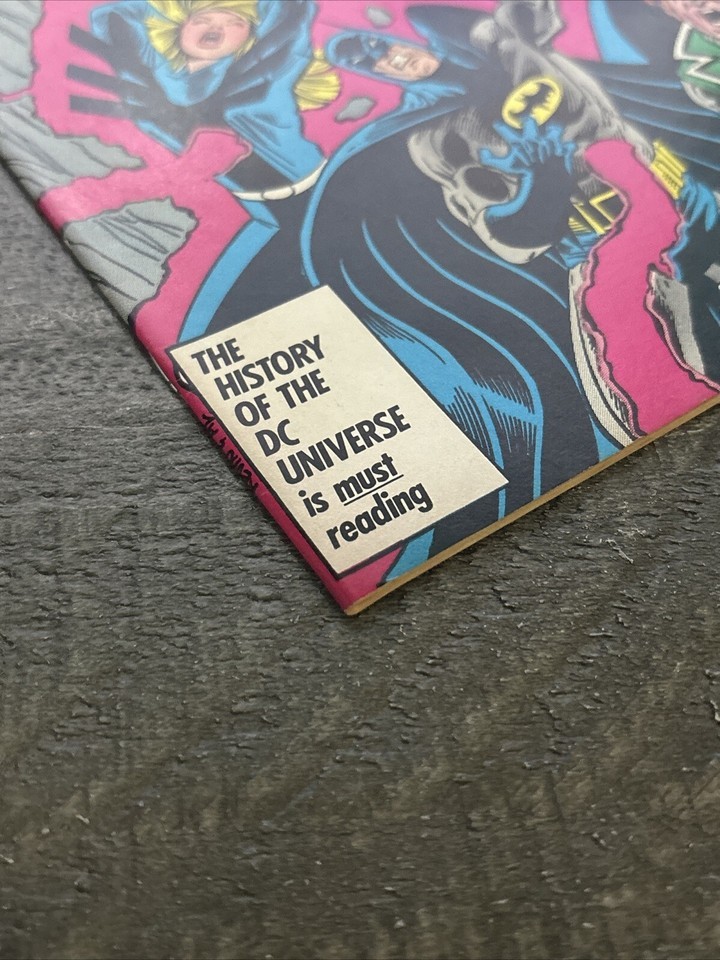 THE
HISTORY
OF THE
DC
UNIVERSE
is must
reading